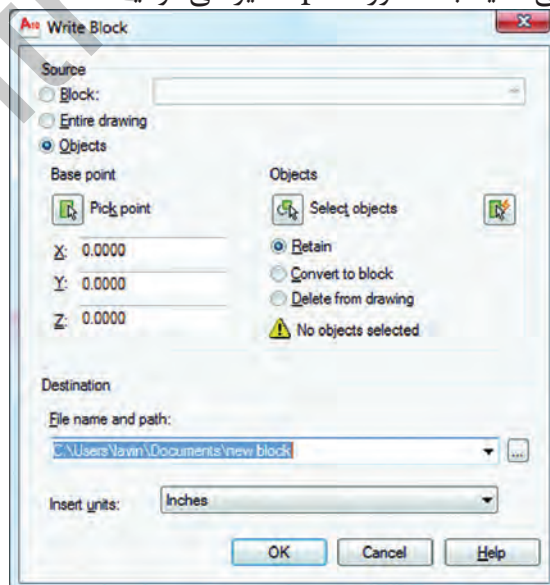 Write Block
Source
Block:
Entire drawing
Objects
Base point
Pick point
X: 0.0000
Y: 0.0000
Z: 0.0000
Objects
Select objects
Retain
Convert to block
Delete from drawing
No objects selected
Destination
File name and path:
C:\Users\lavin\Documents\new block
...
Insert units: Inches
OK Cancel Help